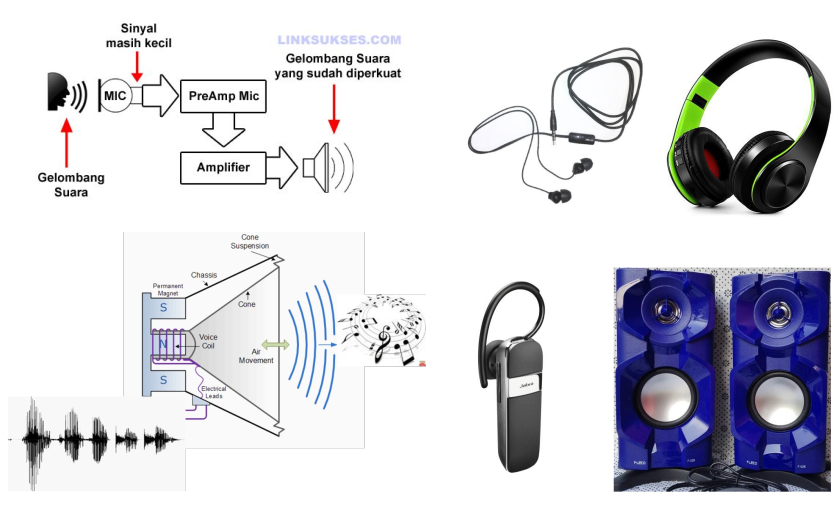 LINKSUKSES.COM
Sinyal
masih kecil
Gelombang Suara
yang sudah diperkuat
MIC
PreAmp Mic
Amplifier
Gelombang
Suara
Cone
Suspension
Chassis
Permanent
Magnet
Cone
S
N
Voice
Coil
Air
Movement
S
Electrical
Leads
Jabra